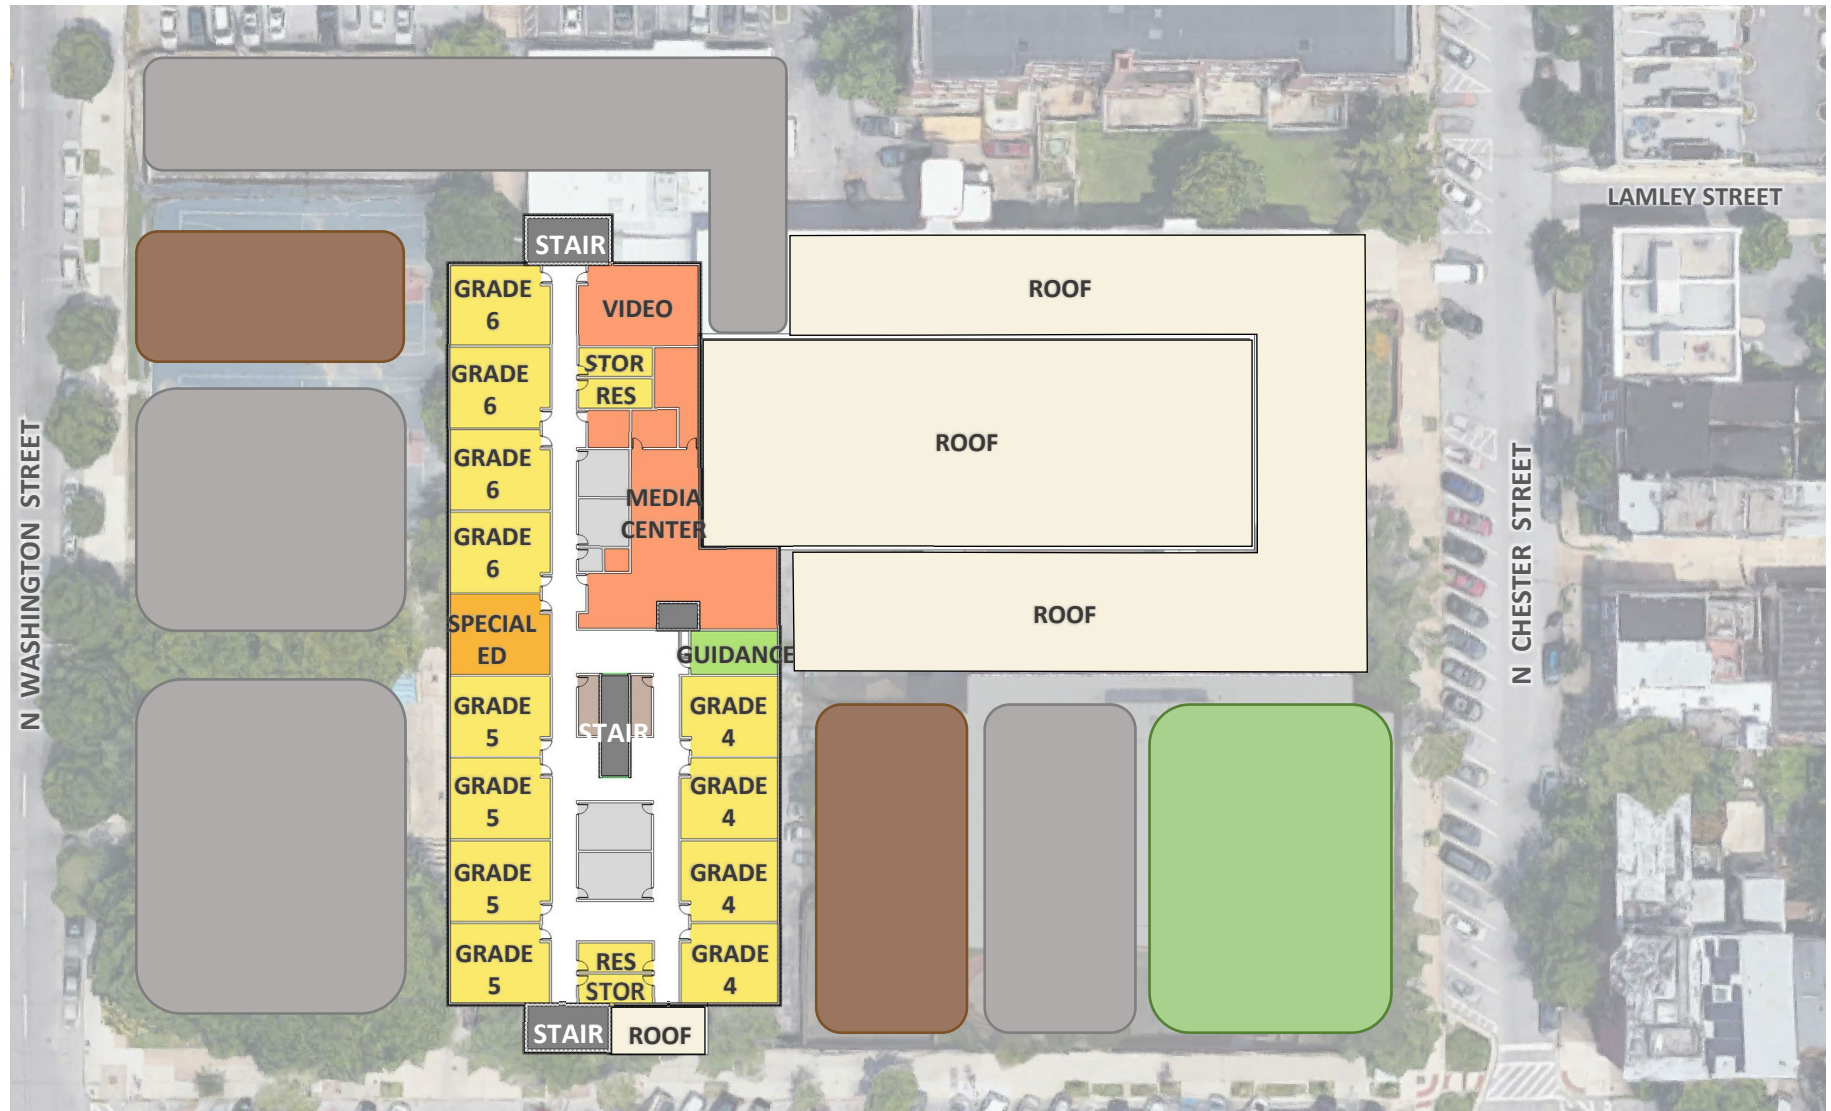 LAMLEY STREET
STAIR
GRADE
6
VIDEO
ROOF
STOR
GRADE
6
RES
ROOF
GRADE
6
MEDIA
CENTER
GRADE
6
SPECIAL
ED
GUIDANCE
ROOF
GRADE
5
STAIR
GRADE
4
GRADE
5
GRADE
4
GRADE
5
GRADE
4
GRADE
5
RES
STOR
GRADE
4
STAIR
ROOF
N WASHINGTON STREET
N CHESTER STREET